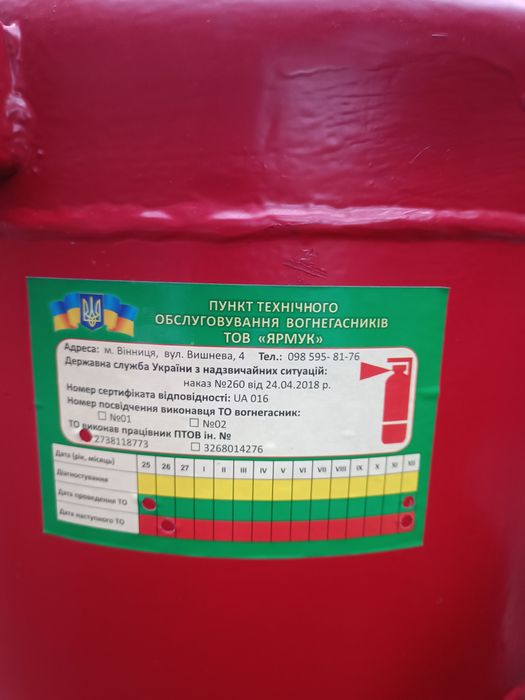 ПУНКТ ТЕХНІЧНОГО
ОБСЛУГОВУВАННЯ ВОГНЕГАСНИКІВ
ТОВ «ЯРМУК»
Адреса: м. Вінниця, вул. Вишнева, 4 Тел.: 098 595-81-76
Державна служба України з надзвичайних ситуацій:
наказ №260 від 24.04.2018 р.
Номер сертифіката відповідності: UA 016
Номер посвідчення виконавця ТО вогнегасник:
☐ №01 ☐ №02
ТО виконав працівник ПТОВ ін. №
2738118773 ☐ 3268014276
Дата (рік, місяць) 25 26 27 I II III IV V VI VII VIII IX X XI XII
Діагностування
Дата проведення ТО
Дата наступного ТО